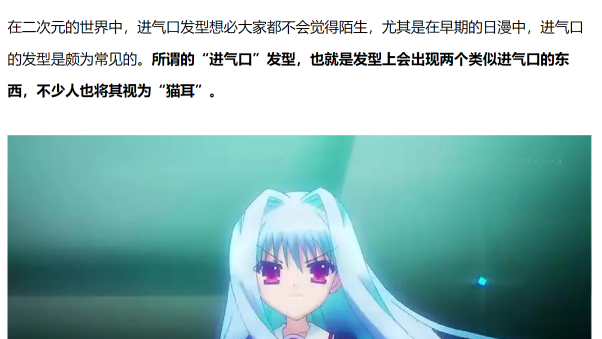 在二次元的世界中，进气口发型想必大家都不会觉得陌生，尤其是在早期的日漫中，进气口
的发型是颇为常见的。所谓的“进气口”发型，也就是发型上会出现两个类似进气口的东
西，不少人也将其视为“猫耳”。